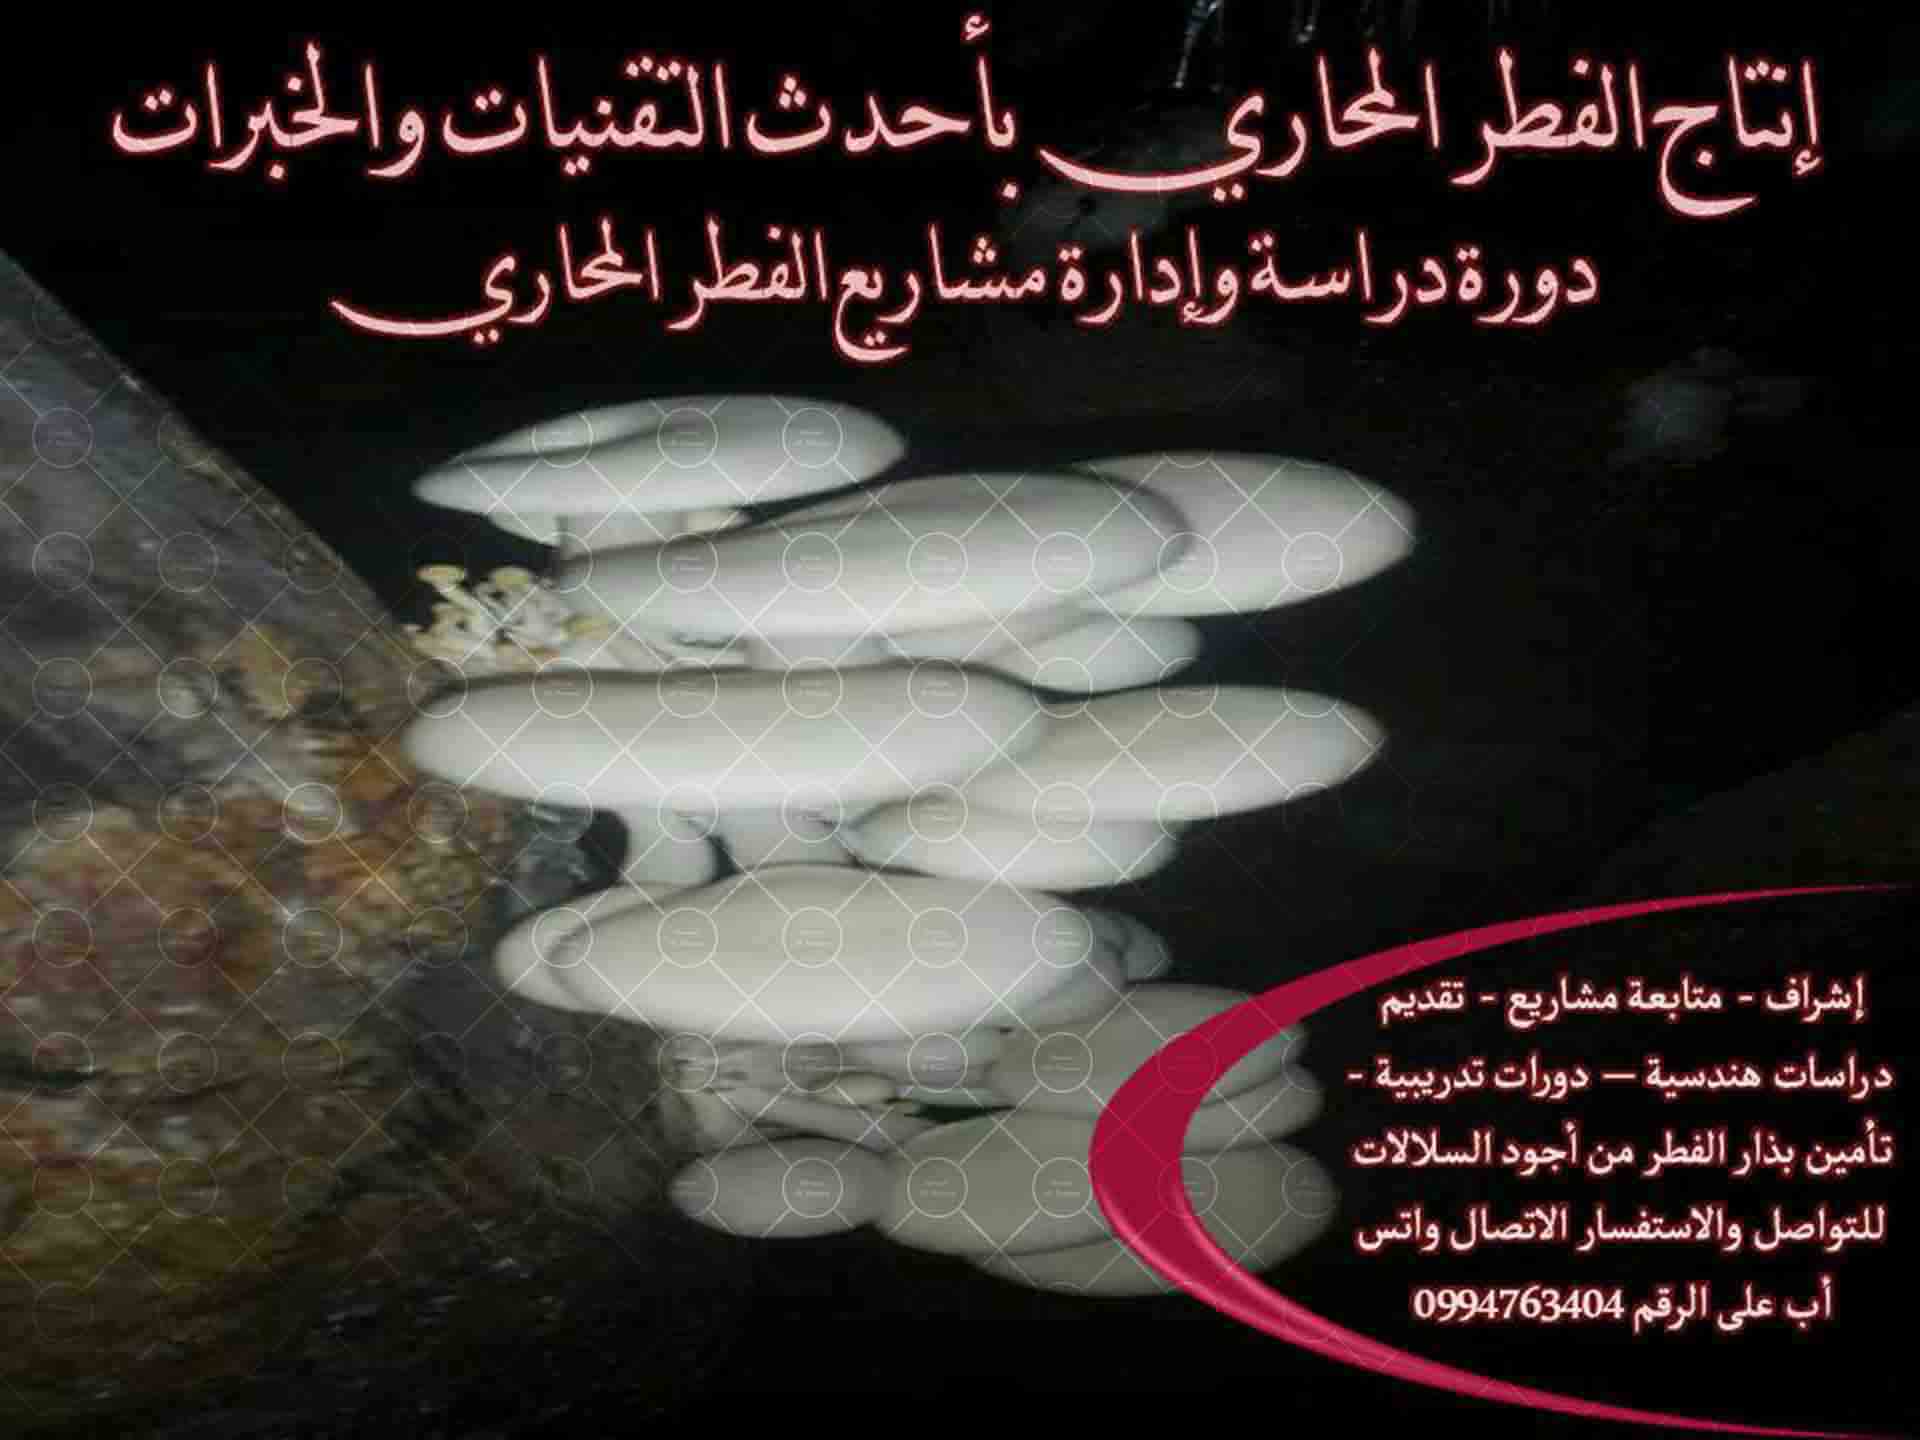 إنتاج الفطر المحاري بأحدث التقنيات والخبرات
دورة دراسة وإدارة مشاريع الفطر المحاري
إشراف - متابعة مشاريع - تقديم
دراسات هندسية – دورات تدريبية -
تأمين بذار الفطر من أجود السلالات
للتواصل والاستفسار الاتصال واتس
أب على الرقم 0994763404